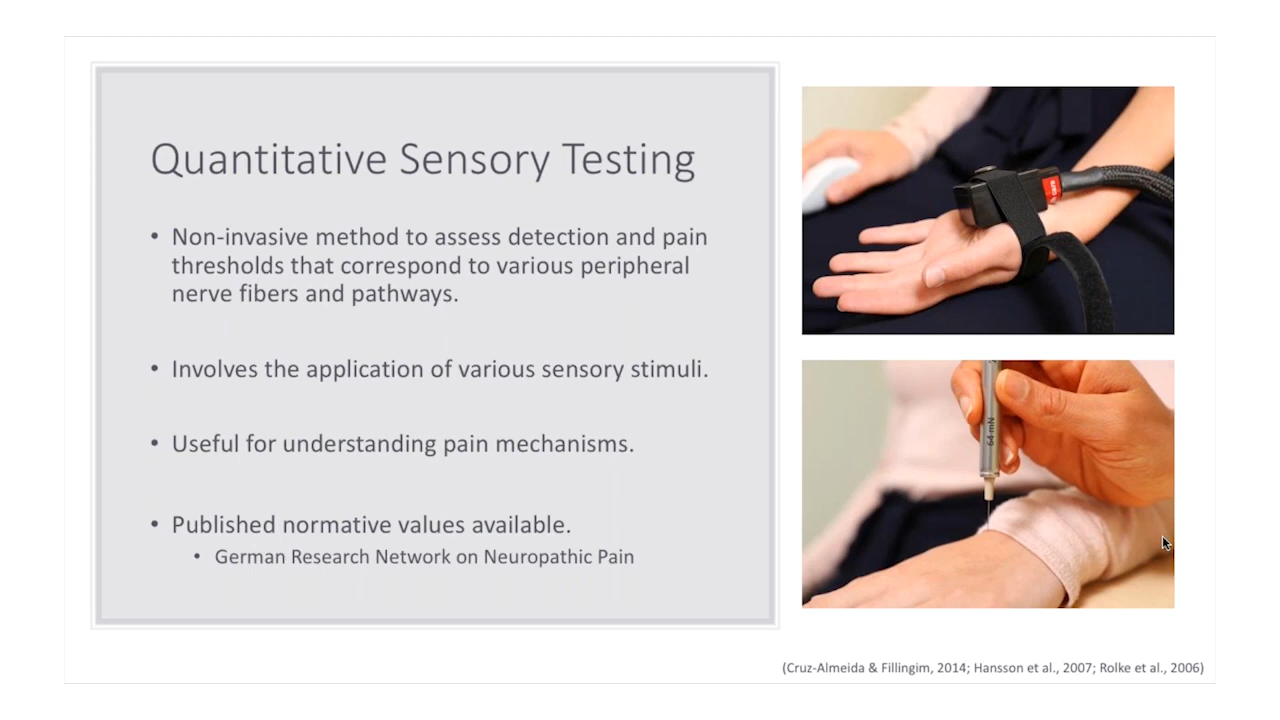 Quantitative Sensory Testing
• Non-invasive method to assess detection and pain
thresholds that correspond to various peripheral
nerve fibers and pathways.
• Involves the application of various sensory stimuli.
• Useful for understanding pain mechanisms.
• Published normative values available.
• German Research Network on Neuropathic Pain
64 mN
(Cruz-Almeida & Fillingim, 2014; Hansson et al., 2007; Rolke et al., 2006)